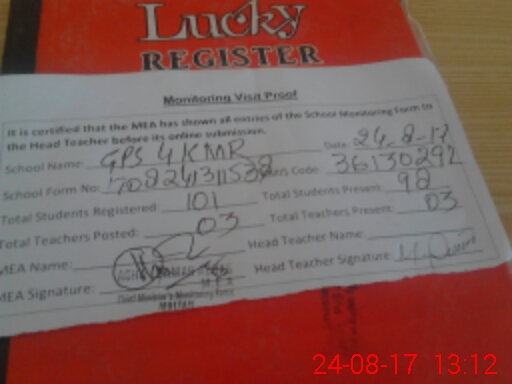 Lucky
REGISTER
Monitoring Visit Proof
It is certified that the MEA has shown all entries of the School Monitoring Form to
the Head Teacher before its online submission.
School Name: GPS 4 KMR Date: 24-8-17
School Form No: Code: 36130292
Total Students Registered: 101 Total Students Present: 92
Total Teachers Posted: 03 Total Teachers Present: 03
MEA Name: Head Teacher Name:
MEA Signature: Head Teacher Signature:
24-08-17 13:12